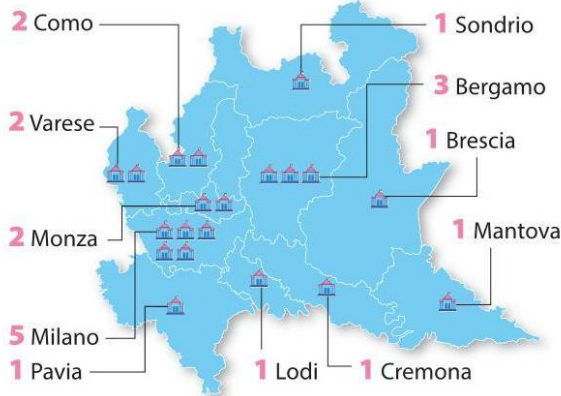 2 Como
1 Sondrio
3 Bergamo
2 Varese
1 Brescia
2 Monza
1 Mantova
5 Milano
1 Pavia
1 Lodi
1 Cremona